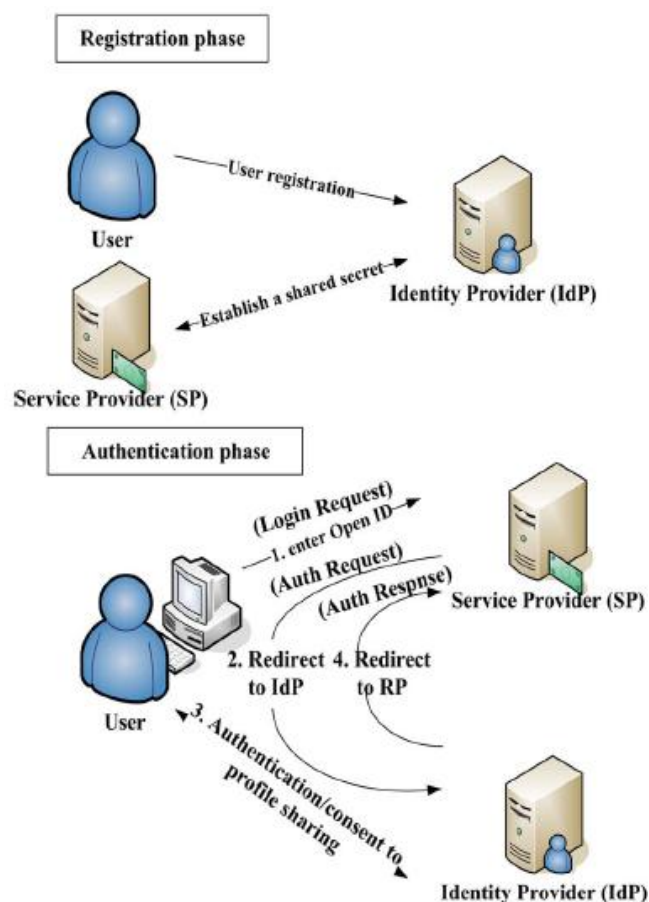 Registration phase
User registration
User
Identity Provider (IdP)
Establish a shared secret
Service Provider (SP)
Authentication phase
(Login Request)
1. enter Open ID
(Auth Request)
(Auth Respnse)
Service Provider (SP)
2. Redirect
to IdP
4. Redirect
to RP
User
3. Authentication/consent to
profile sharing
Identity Provider (IdP)